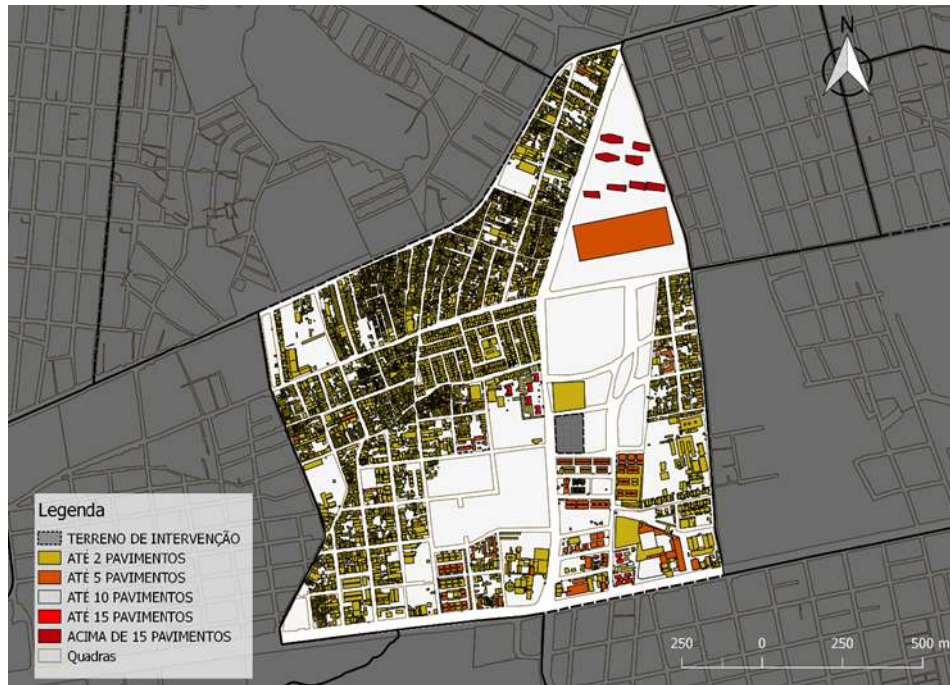 N
Legenda
TERRENO DE INTERVENÇÃO
ATÉ 2 PAVIMENTOS
ATÉ 5 PAVIMENTOS
ATÉ 10 PAVIMENTOS
ATÉ 15 PAVIMENTOS
ACIMA DE 15 PAVIMENTOS
Quadras
250 0 250 500 m